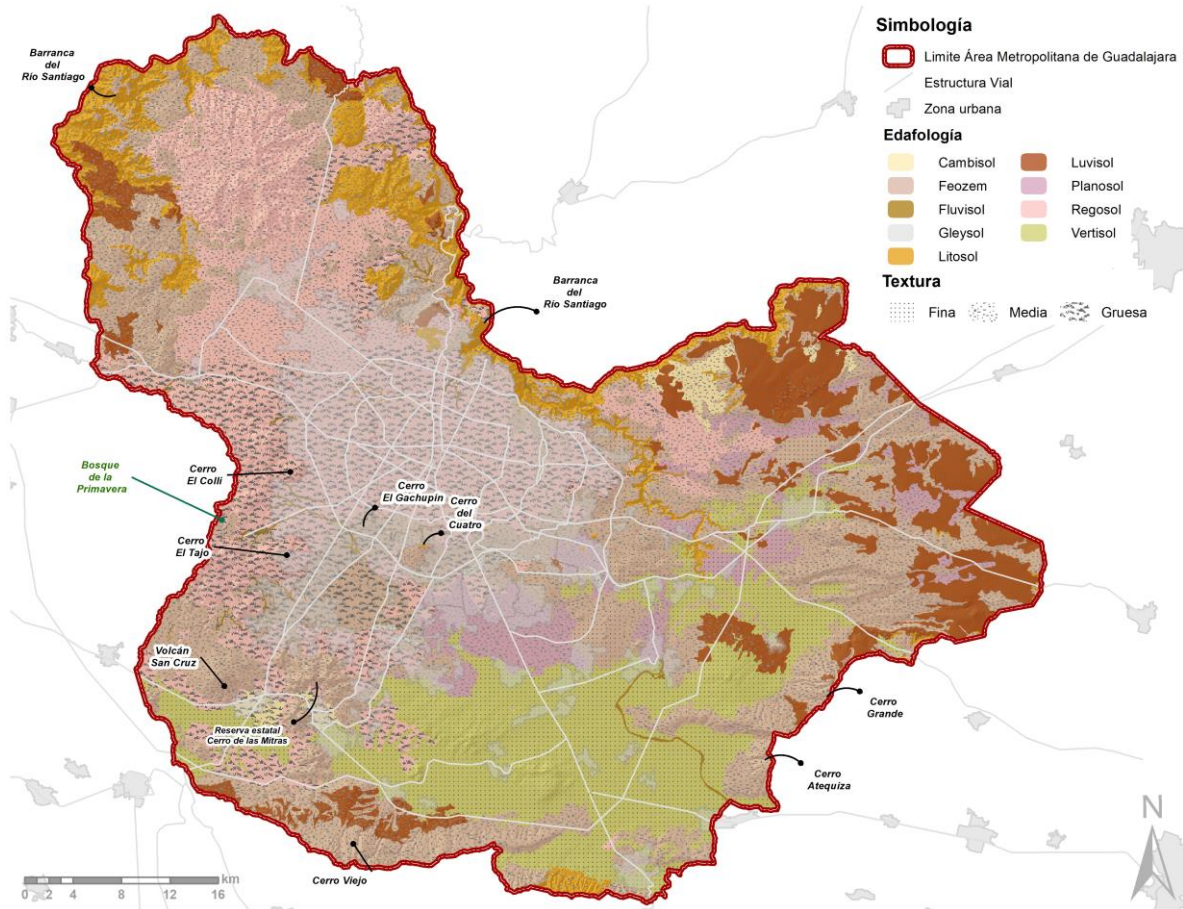 Simbología
Limite Área Metropolitana de Guadalajara
Estructura Vial
Zona urbana
Edafología
Cambisol
Feozem
Fluvisol
Gleysol
Litosol
Luvisol
Planosol
Regosol
Vertisol
Textura
Fina
Media
Gruesa
Barranca
del
Río Santiago
Barranca
del
Río Santiago
Bosque
de la
Primavera
Cerro
El Colli
Cerro
El Gachupín
Cerro
del
Cuatro
Cerro
El Tajo
Volcán
San Cruz
Reserva estatal
Cerro de las Mitras
Cerro
Grande
Cerro
Atequiza
Cerro Viejo
N
km
0 2 4 8 12 16